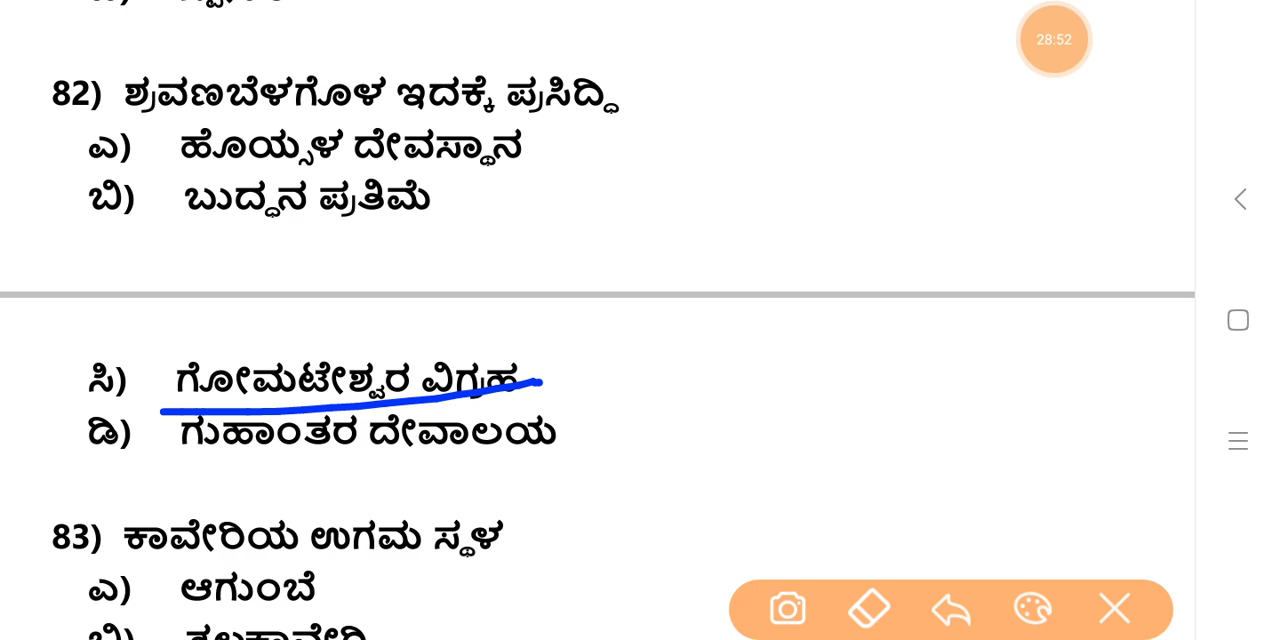 28:52
82) ಶ್ರವಣಬೆಳಗೊಳ ಇದಕ್ಕೆ ಪ್ರಸಿದ್ಧಿ
ಎ) ಹೊಯ್ಸಳ ದೇವಸ್ಥಾನ
ಬಿ) ಬುದ್ಧನ ಪ್ರತಿಮೆ
ಸಿ) ಗೋಮಟೇಶ್ವರ ವಿಗ್ರಹ
ಡಿ) ಗುಹಾಂತರ ದೇವಾಲಯ
83) ಕಾವೇರಿಯ ಉಗಮ ಸ್ಥಳ
ಎ) ಆಗುಂಬೆ
ಬಿ) ತಲಕಾವೇರಿ